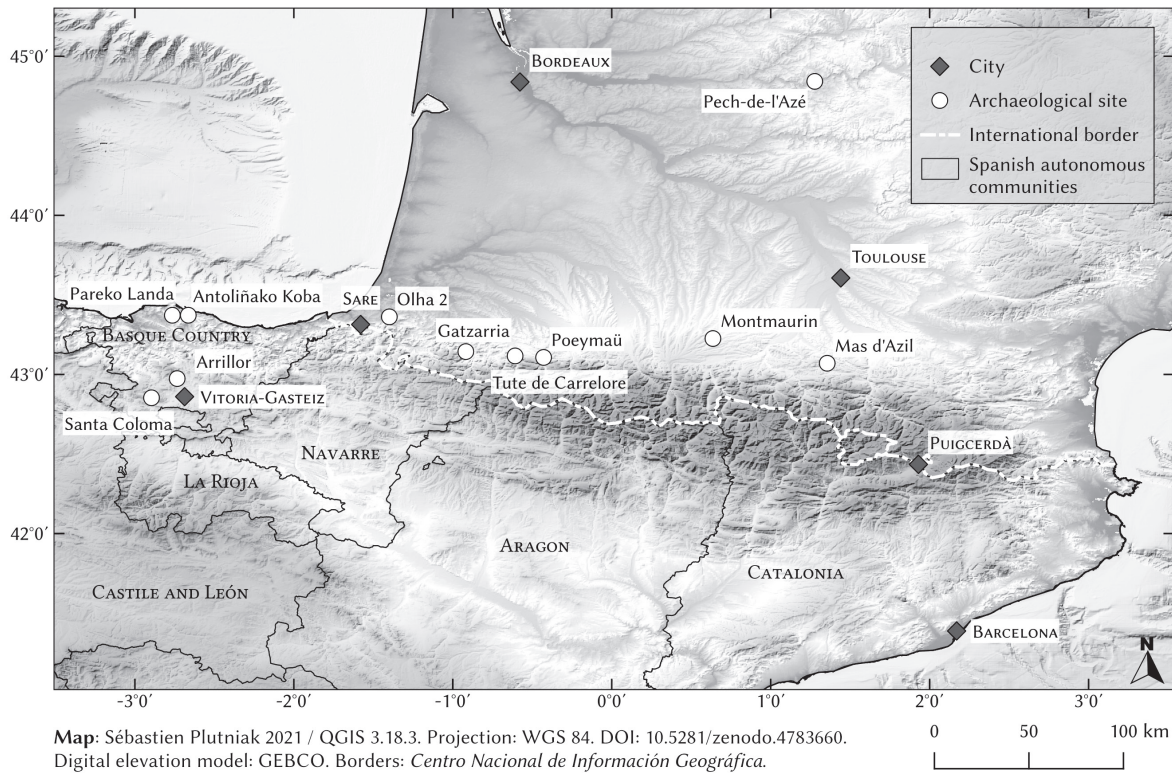 45°0′
44°0′
43°0′
42°0′
BORDEAUX
Pech-de-l'Azé
City
Archaeological site
International border
Spanish autonomous
communities
TOULOUSE
Pareko Landa
Antoliñako Koba
SARE
Olha 2
BASQUE COUNTRY
Gatzarria
Poeymaü
Montmaurin
Mas d'Azil
Arrillor
Tute de Carrelore
VITORIA-GASTEIZ
Santa Coloma
PUIGCERDÀ
NAVARRE
LA RIOJA
ARAGON
CATALONIA
CASTILE AND LEÓN
BARCELONA
N
-3°0′
-2°0′
-1°0′
0°0′
1°0′
2°0′
3°0′
Map: Sébastien Plutniak 2021 / QGIS 3.18.3. Projection: WGS 84. DOI: 10.5281/zenodo.4783660.
Digital elevation model: GEBCO. Borders: Centro Nacional de Información Geográfica.
0 50 100 km